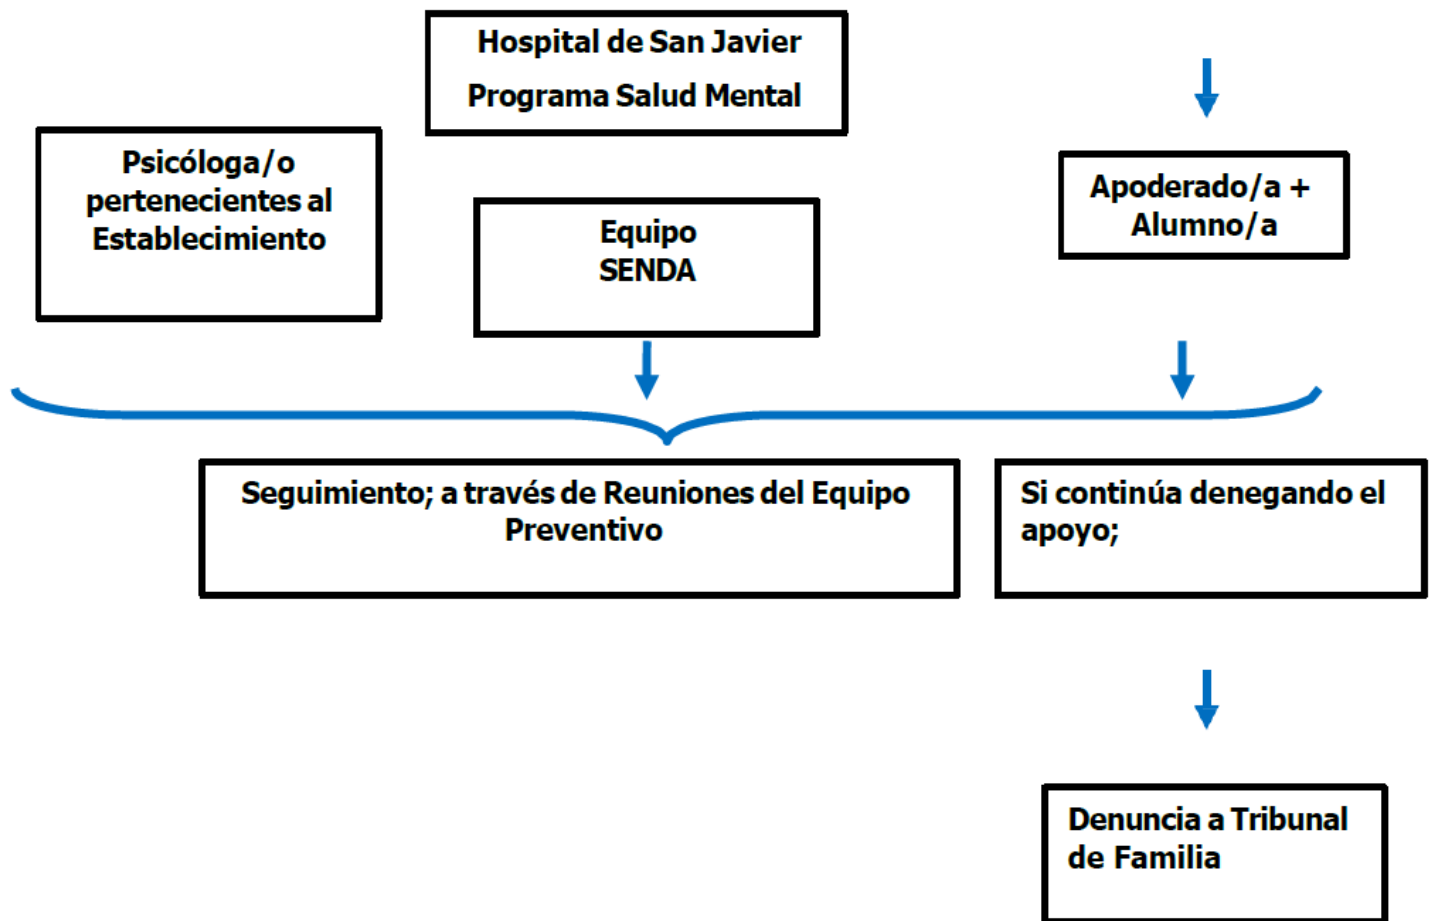 Hospital de San Javier
Programa Salud Mental
Psicóloga/o
pertenecientes al
Establecimiento
Equipo
SENDA
Apoderado/a +
Alumno/a
Seguimiento; a través de Reuniones del Equipo
Preventivo
Si continúa denegando el
apoyo;
Denuncia a Tribunal
de Familia